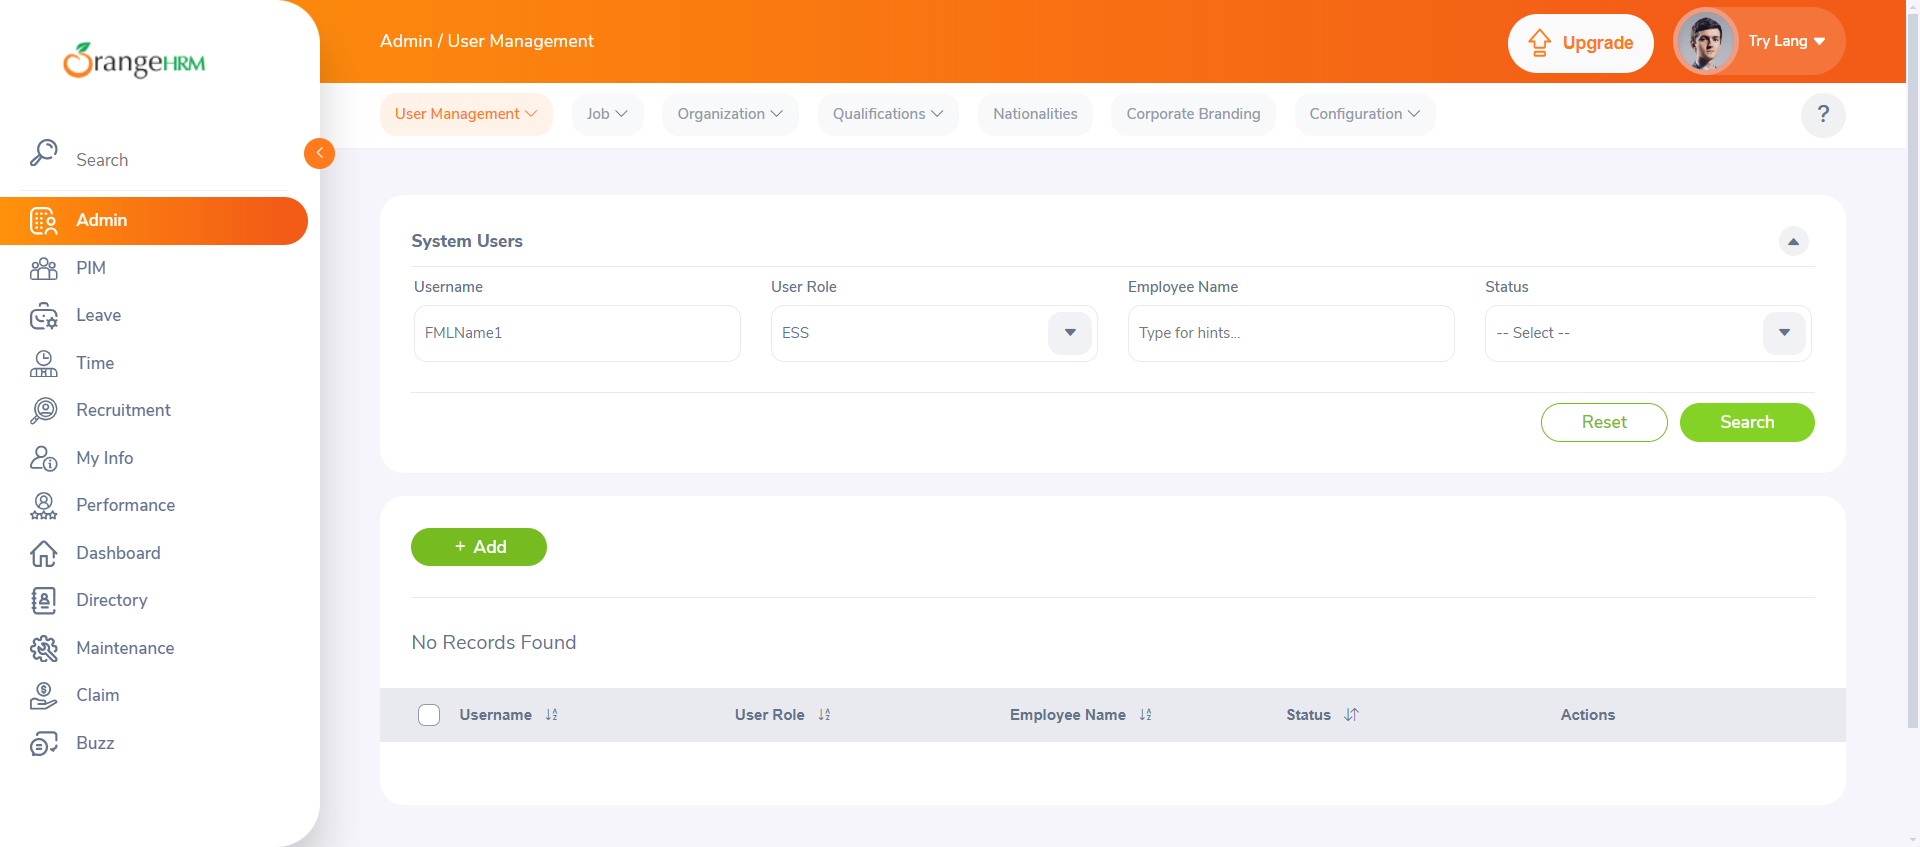 OrangeHRM
Admin / User Management
Upgrade
Try Lang
User Management
Job
Organization
Qualifications
Nationalities
Corporate Branding
Configuration
?
Search
Admin
PIM
Leave
Time
Recruitment
My Info
Performance
Dashboard
Directory
Maintenance
Claim
Buzz
System Users
Username
User Role
Employee Name
Status
FMLName1
ESS
Type for hints...
-- Select --
Reset
Search
+ Add
No Records Found
Username
User Role
Employee Name
Status
Actions